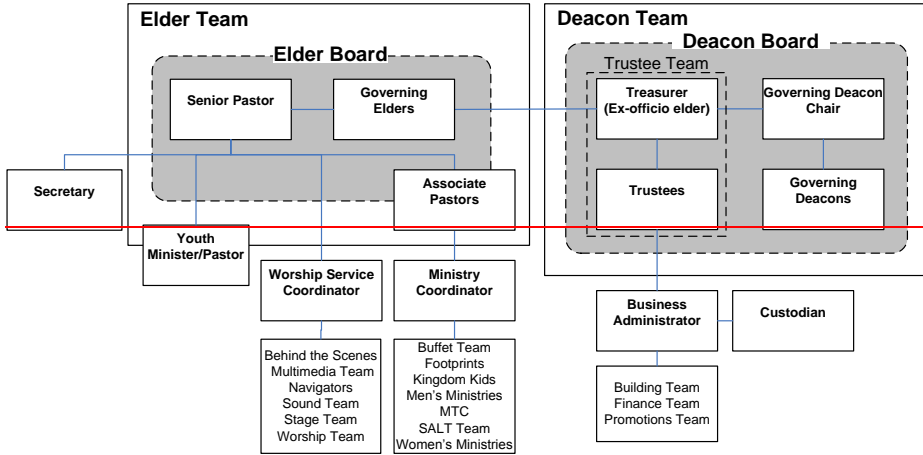 Elder Team
Elder Board
Senior Pastor
Governing
Elders
Secretary
Associate
Pastors
Youth
Minister/Pastor
Worship Service
Coordinator
Ministry
Coordinator
Behind the Scenes
Multimedia Team
Navigators
Sound Team
Stage Team
Worship Team
Buffet Team
Footprints
Kingdom Kids
Men's Ministries
MTC
SALT Team
Women's Ministries
Deacon Team
Deacon Board
Trustee Team
Treasurer
(Ex-officio elder)
Governing Deacon
Chair
Trustees
Governing
Deacons
Business
Administrator
Custodian
Building Team
Finance Team
Promotions Team